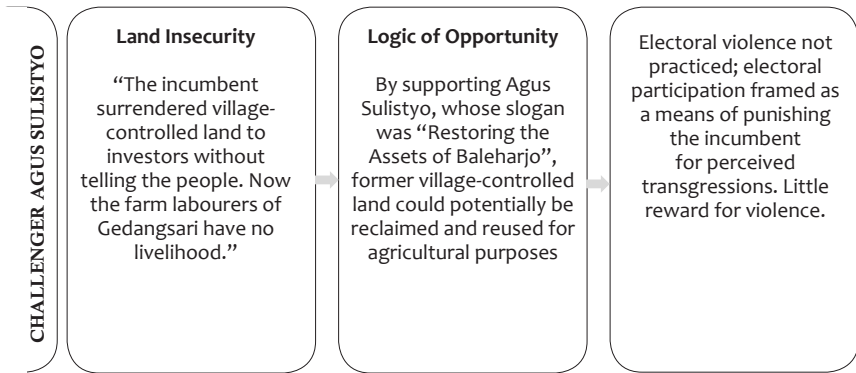 CHALLENGER AGUS SULISTYO
Land Insecurity
“The incumbent
surrendered village-
controlled land to
investors without
telling the people. Now
the farm labourers of
Gedangsari have no
livelihood.”
Logic of Opportunity
By supporting Agus
Sulistyo, whose slogan
was “Restoring the
Assets of Baleharjo”,
former village-controlled
land could potentially be
reclaimed and reused for
agricultural purposes
Electoral violence not
practiced; electoral
participation framed as
a means of punishing
the incumbent
for perceived
transgressions. Little
reward for violence.